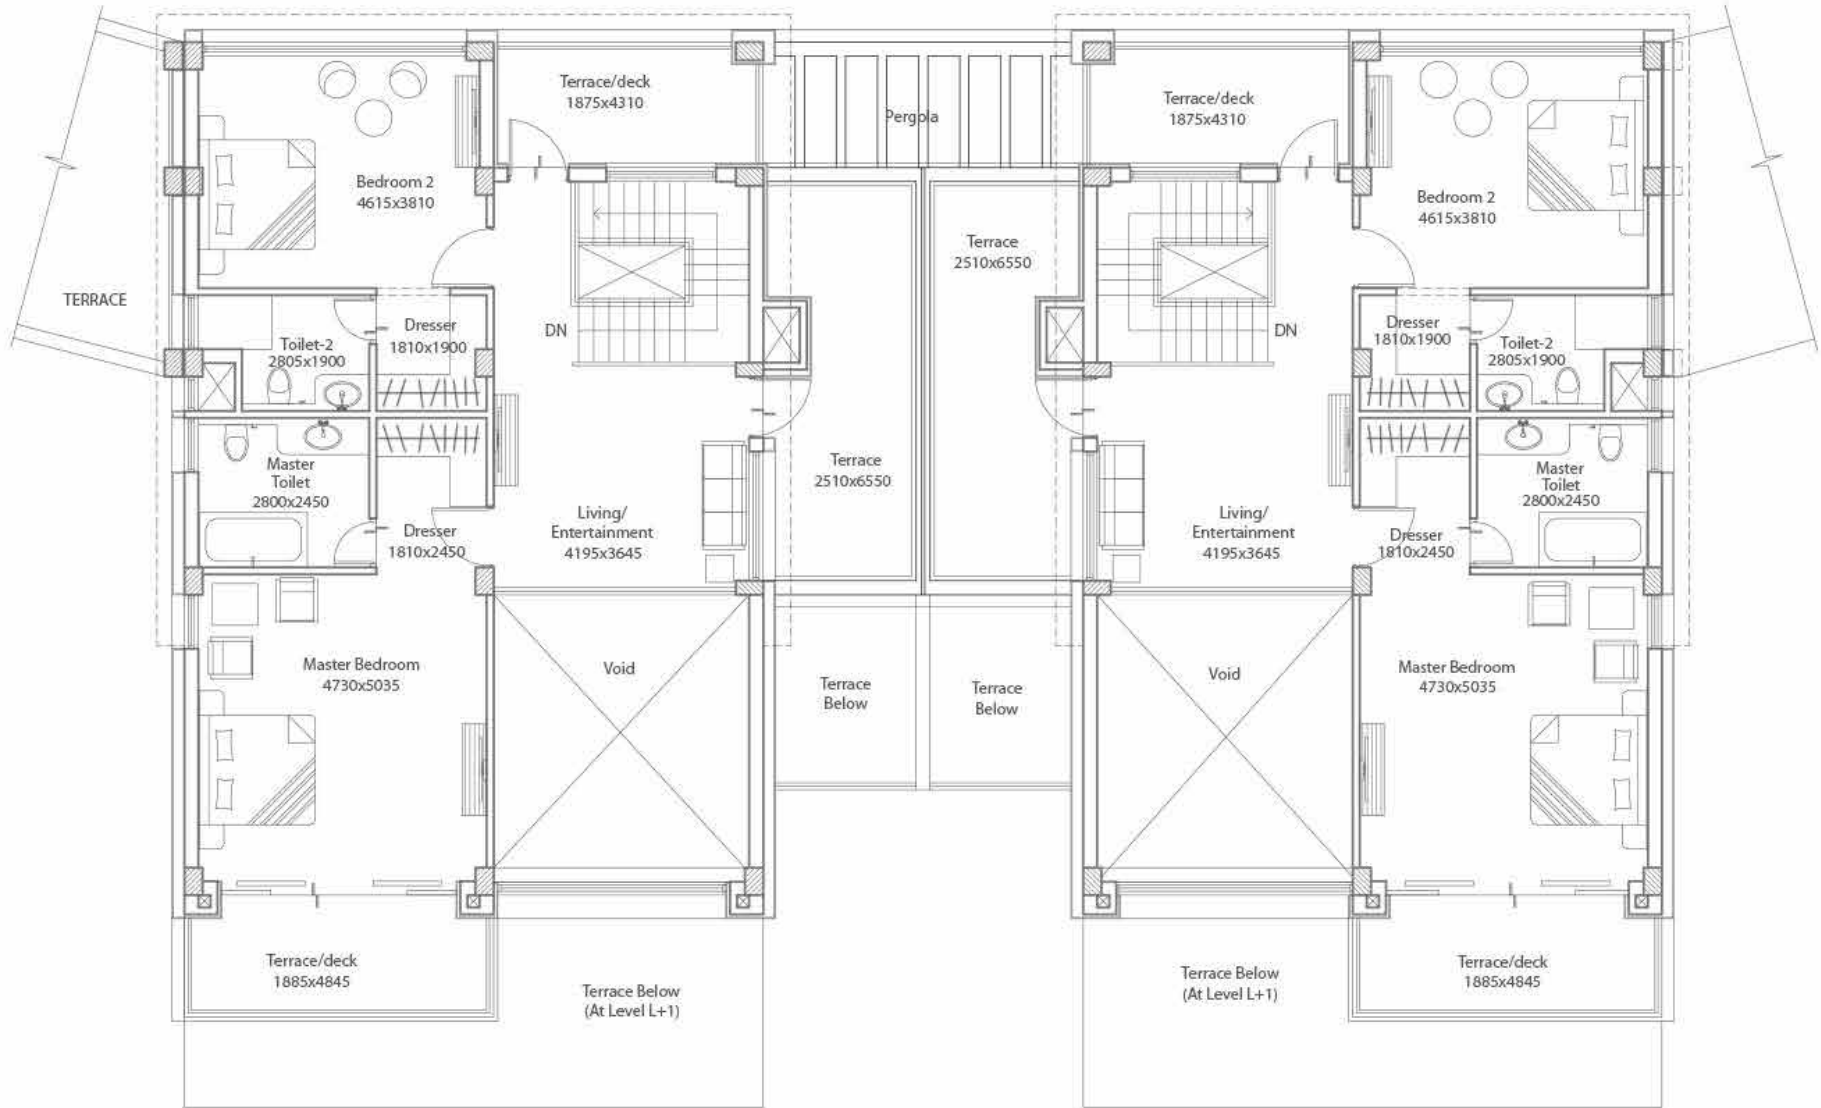 Terrace/deck
1875x4310
Pergola
Terrace/deck
1875x4310
Bedroom 2
4615x3810
Bedroom 2
4615x3810
Terrace
2510x6550
TERRACE
DN
DN
Dresser
1810x1900
Toilet-2
2805x1900
Dresser
1810x1900
Toilet-2
2805x1900
Master
Toilet
2800x2450
Terrace
2510x6550
Master
Toilet
2800x2450
Living/
Entertainment
4195x3645
Living/
Entertainment
4195x3645
Dresser
1810x2450
Dresser
1810x2450
Master Bedroom
4730x5035
Void
Terrace
Below
Terrace
Below
Void
Master Bedroom
4730x5035
Terrace/deck
1885x4845
Terrace Below
(At Level L+1)
Terrace Below
(At Level L+1)
Terrace/deck
1885x4845